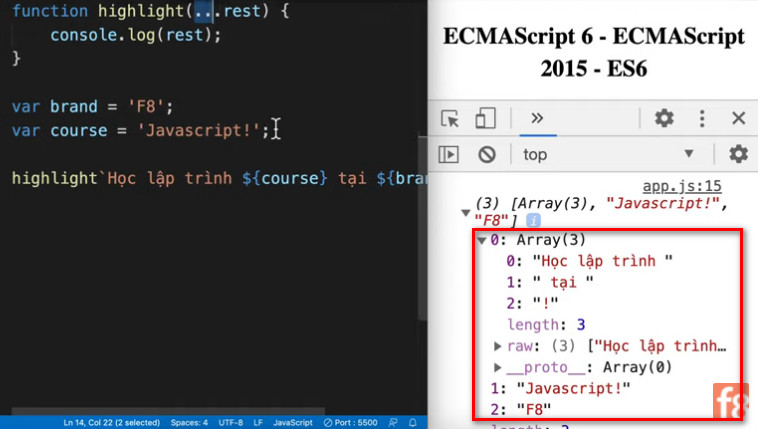 function highlight(...rest) {
console.log(rest);
}
var brand = 'F8';
var course = 'Javascript!';
highlight`Học lập trình ${course} tại ${bran
Ln 14, Col 22 (2 selected) Spaces: 4 UTF-8 LF JavaScript Port : 5500
ECMAScript 6 - ECMAScript
2015 - ES6
top
app.js:15
(3) [Array(3), "Javascript!",
"F8"] i
0: Array(3)
0: "Học lập trình "
1: " tại "
2: "!"
length: 3
raw: (3) ["Học lập trình…
__proto__: Array(0)
1: "Javascript!"
2: "F8"
length: 3
f8